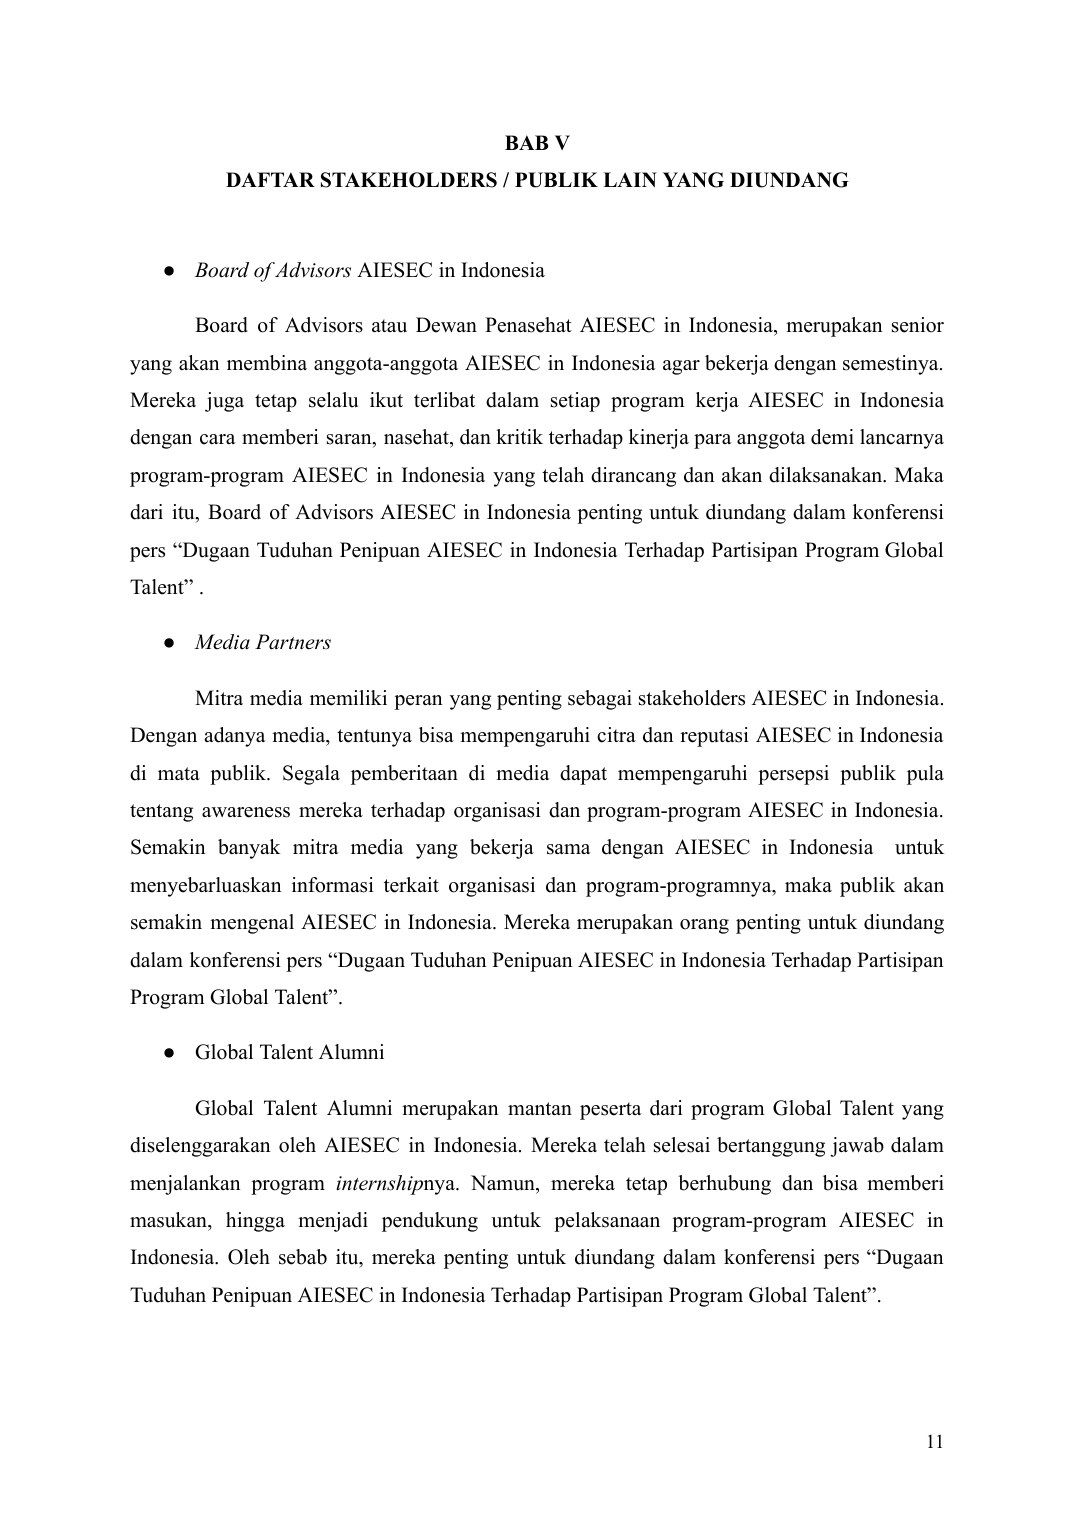 BAB V
DAFTAR STAKEHOLDERS / PUBLIK LAIN YANG DIUNDANG
● Board of Advisors AIESEC in Indonesia
Board of Advisors atau Dewan Penasehat AIESEC in Indonesia, merupakan senior
yang akan membina anggota-anggota AIESEC in Indonesia agar bekerja dengan semestinya.
Mereka juga tetap selalu ikut terlibat dalam setiap program kerja AIESEC in Indonesia
dengan cara memberi saran, nasehat, dan kritik terhadap kinerja para anggota demi lancarnya
program-program AIESEC in Indonesia yang telah dirancang dan akan dilaksanakan. Maka
dari itu, Board of Advisors AIESEC in Indonesia penting untuk diundang dalam konferensi
pers “Dugaan Tuduhan Penipuan AIESEC in Indonesia Terhadap Partisipan Program Global
Talent” .
● Media Partners
Mitra media memiliki peran yang penting sebagai stakeholders AIESEC in Indonesia.
Dengan adanya media, tentunya bisa mempengaruhi citra dan reputasi AIESEC in Indonesia
di mata publik. Segala pemberitaan di media dapat mempengaruhi persepsi publik pula
tentang awareness mereka terhadap organisasi dan program-program AIESEC in Indonesia.
Semakin banyak mitra media yang bekerja sama dengan AIESEC in Indonesia  untuk
menyebarluaskan informasi terkait organisasi dan program-programnya, maka publik akan
semakin mengenal AIESEC in Indonesia. Mereka merupakan orang penting untuk diundang
dalam konferensi pers “Dugaan Tuduhan Penipuan AIESEC in Indonesia Terhadap Partisipan
Program Global Talent”.
● Global Talent Alumni
Global Talent Alumni merupakan mantan peserta dari program Global Talent yang
diselenggarakan oleh AIESEC in Indonesia. Mereka telah selesai bertanggung jawab dalam
menjalankan program internshipnya. Namun, mereka tetap berhubung dan bisa memberi
masukan, hingga menjadi pendukung untuk pelaksanaan program-program AIESEC in
Indonesia. Oleh sebab itu, mereka penting untuk diundang dalam konferensi pers “Dugaan
Tuduhan Penipuan AIESEC in Indonesia Terhadap Partisipan Program Global Talent”.
11